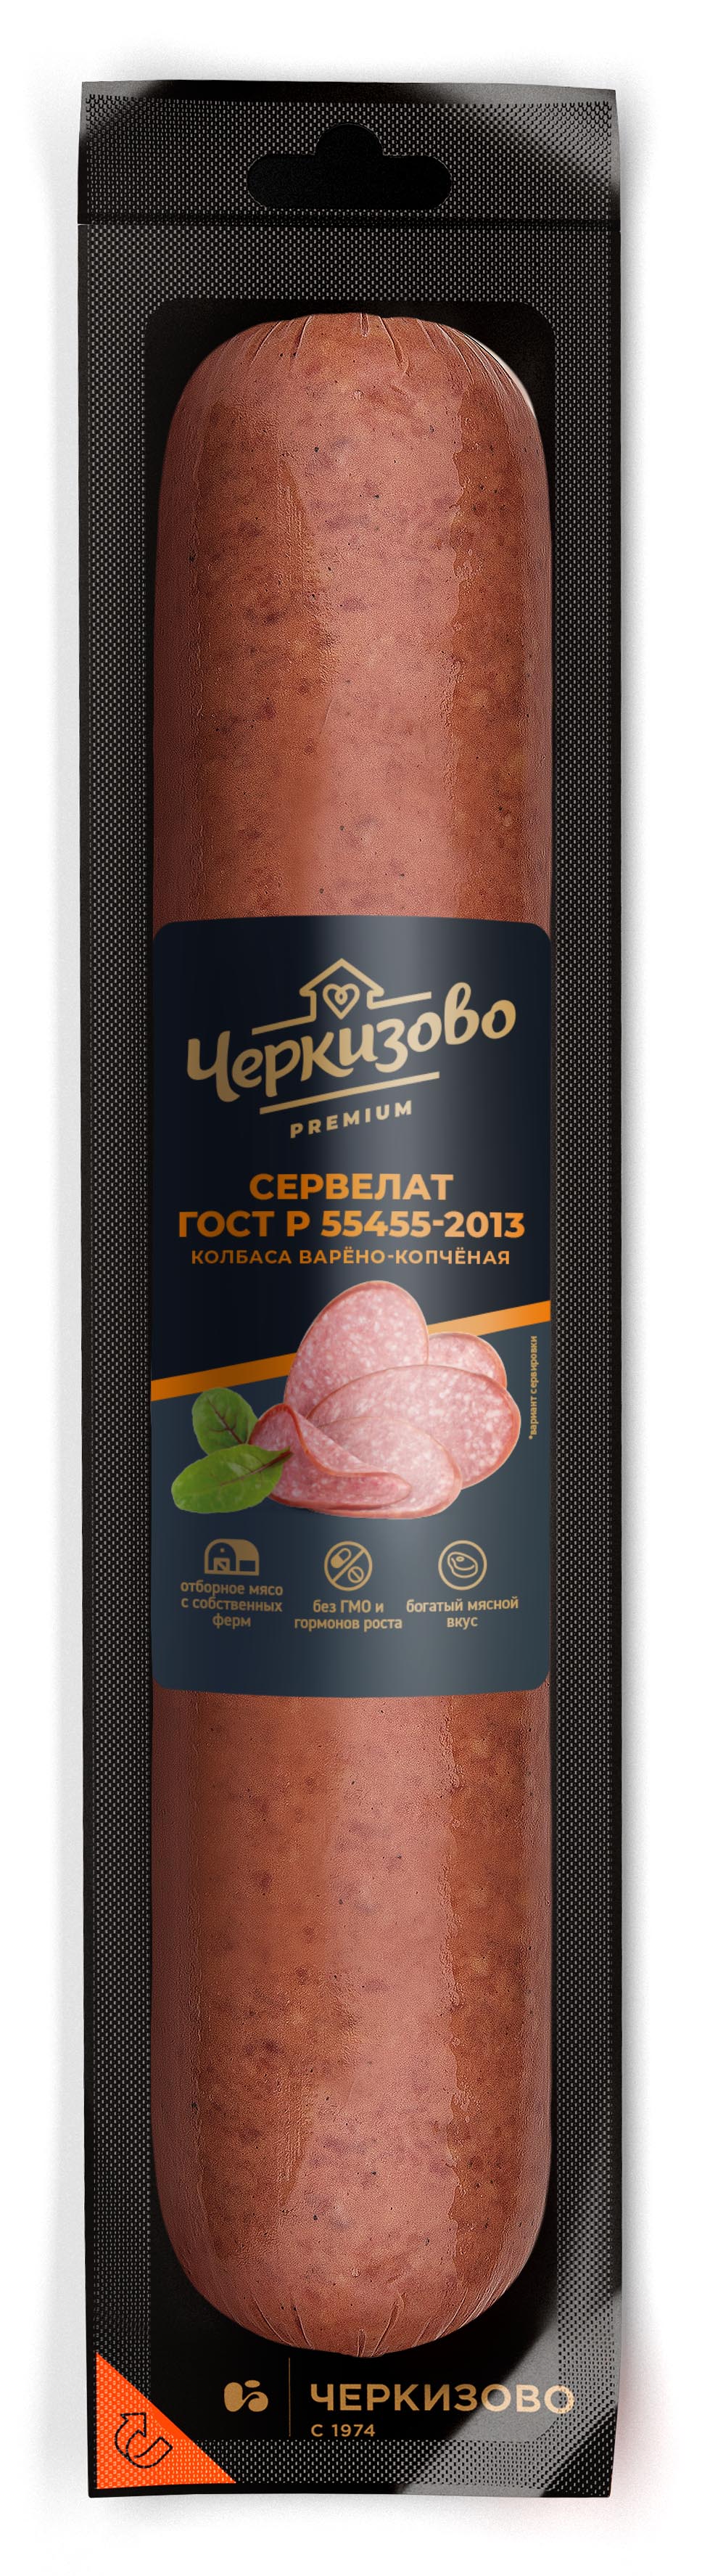 Черкизово
PREMIUM
СЕРВЕЛАТ
ГОСТ Р 55455-2013
КОЛБАСА ВАРЁНО-КОПЧЁНАЯ
*вариант сервировки
отборное мясо
с собственных
ферм
без ГМО и
гормонов роста
богатый мясной
вкус
ЧЕРКИЗОВО
С 1974